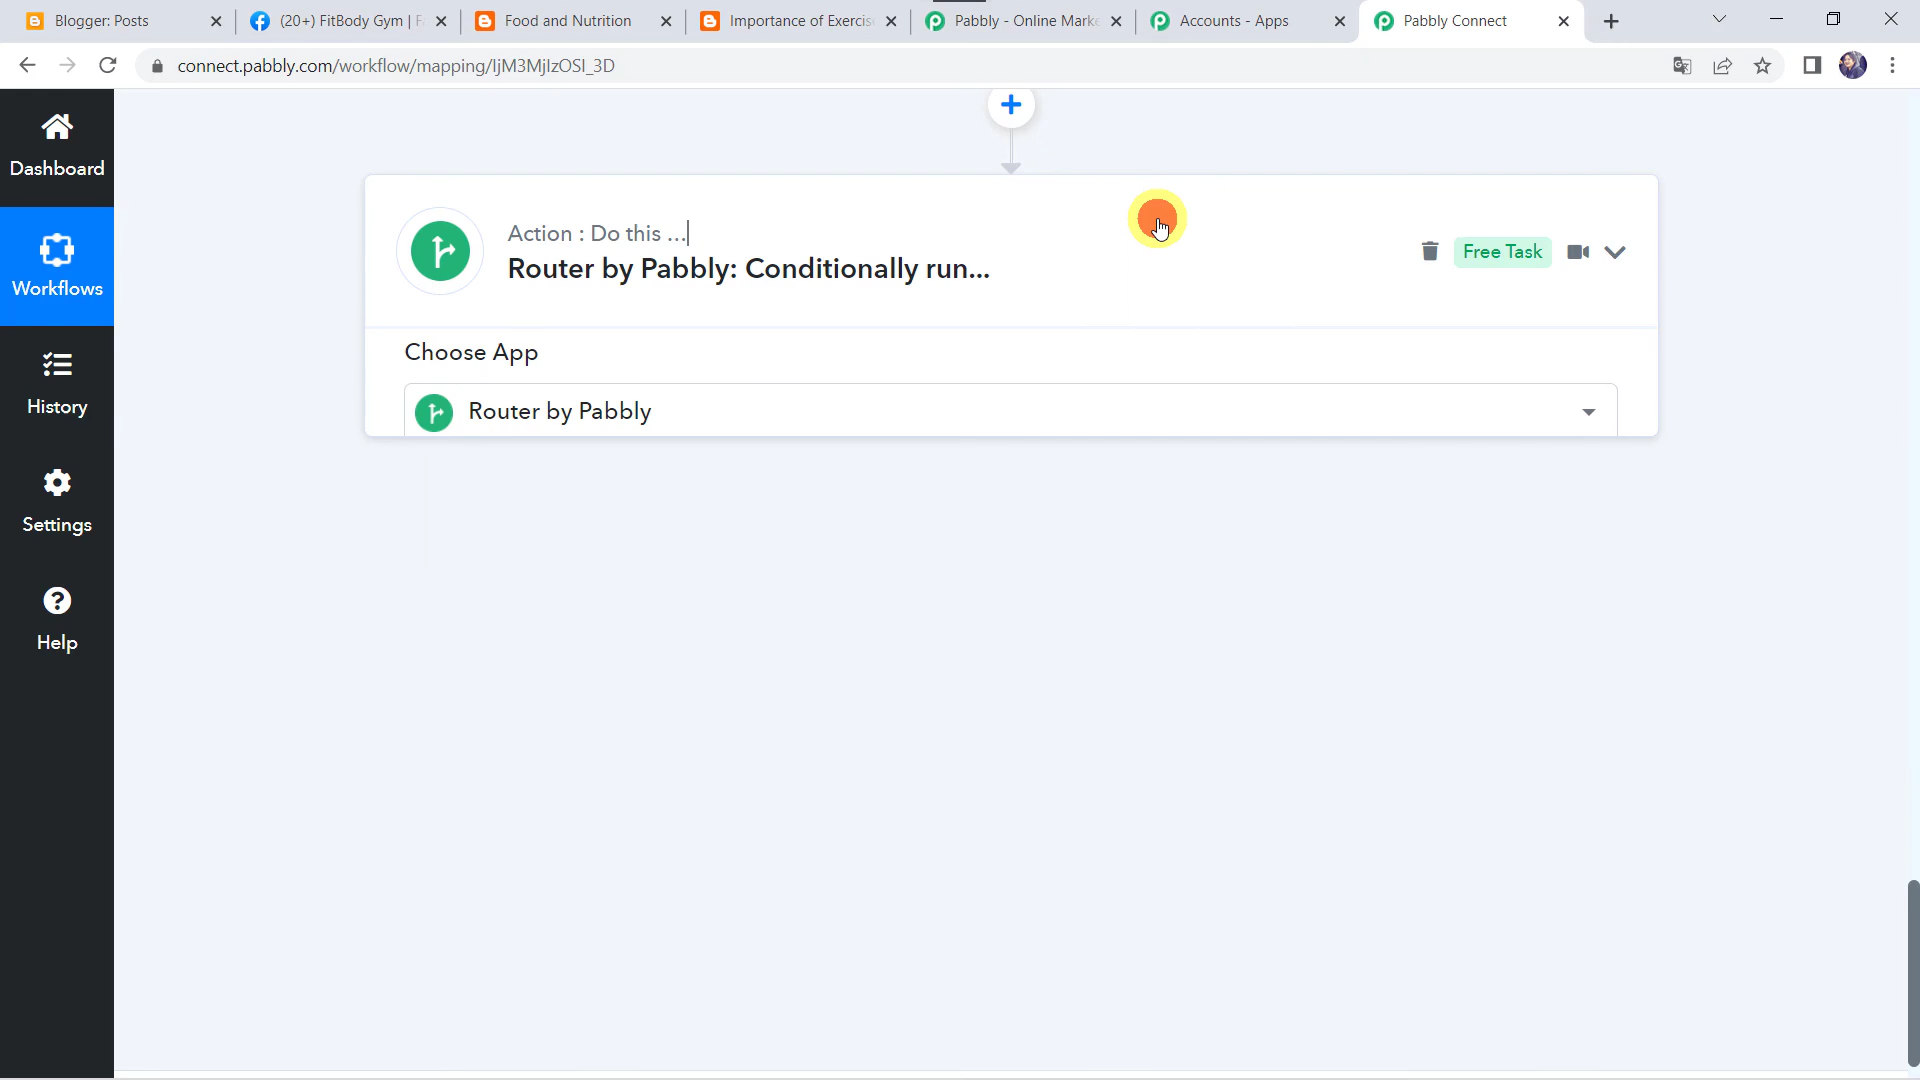 Blogger: Posts
(20+) FitBody Gym | F
Food and Nutrition
Importance of Exercis
Pabbly - Online Marke
Accounts - Apps
Pabbly Connect
connect.pabbly.com/workflow/mapping/IjM3MjIzOSI_3D
Dashboard
Workflows
History
Settings
Help
Action : Do this ...
Router by Pabbly: Conditionally run...
Free Task
Choose App
Router by Pabbly